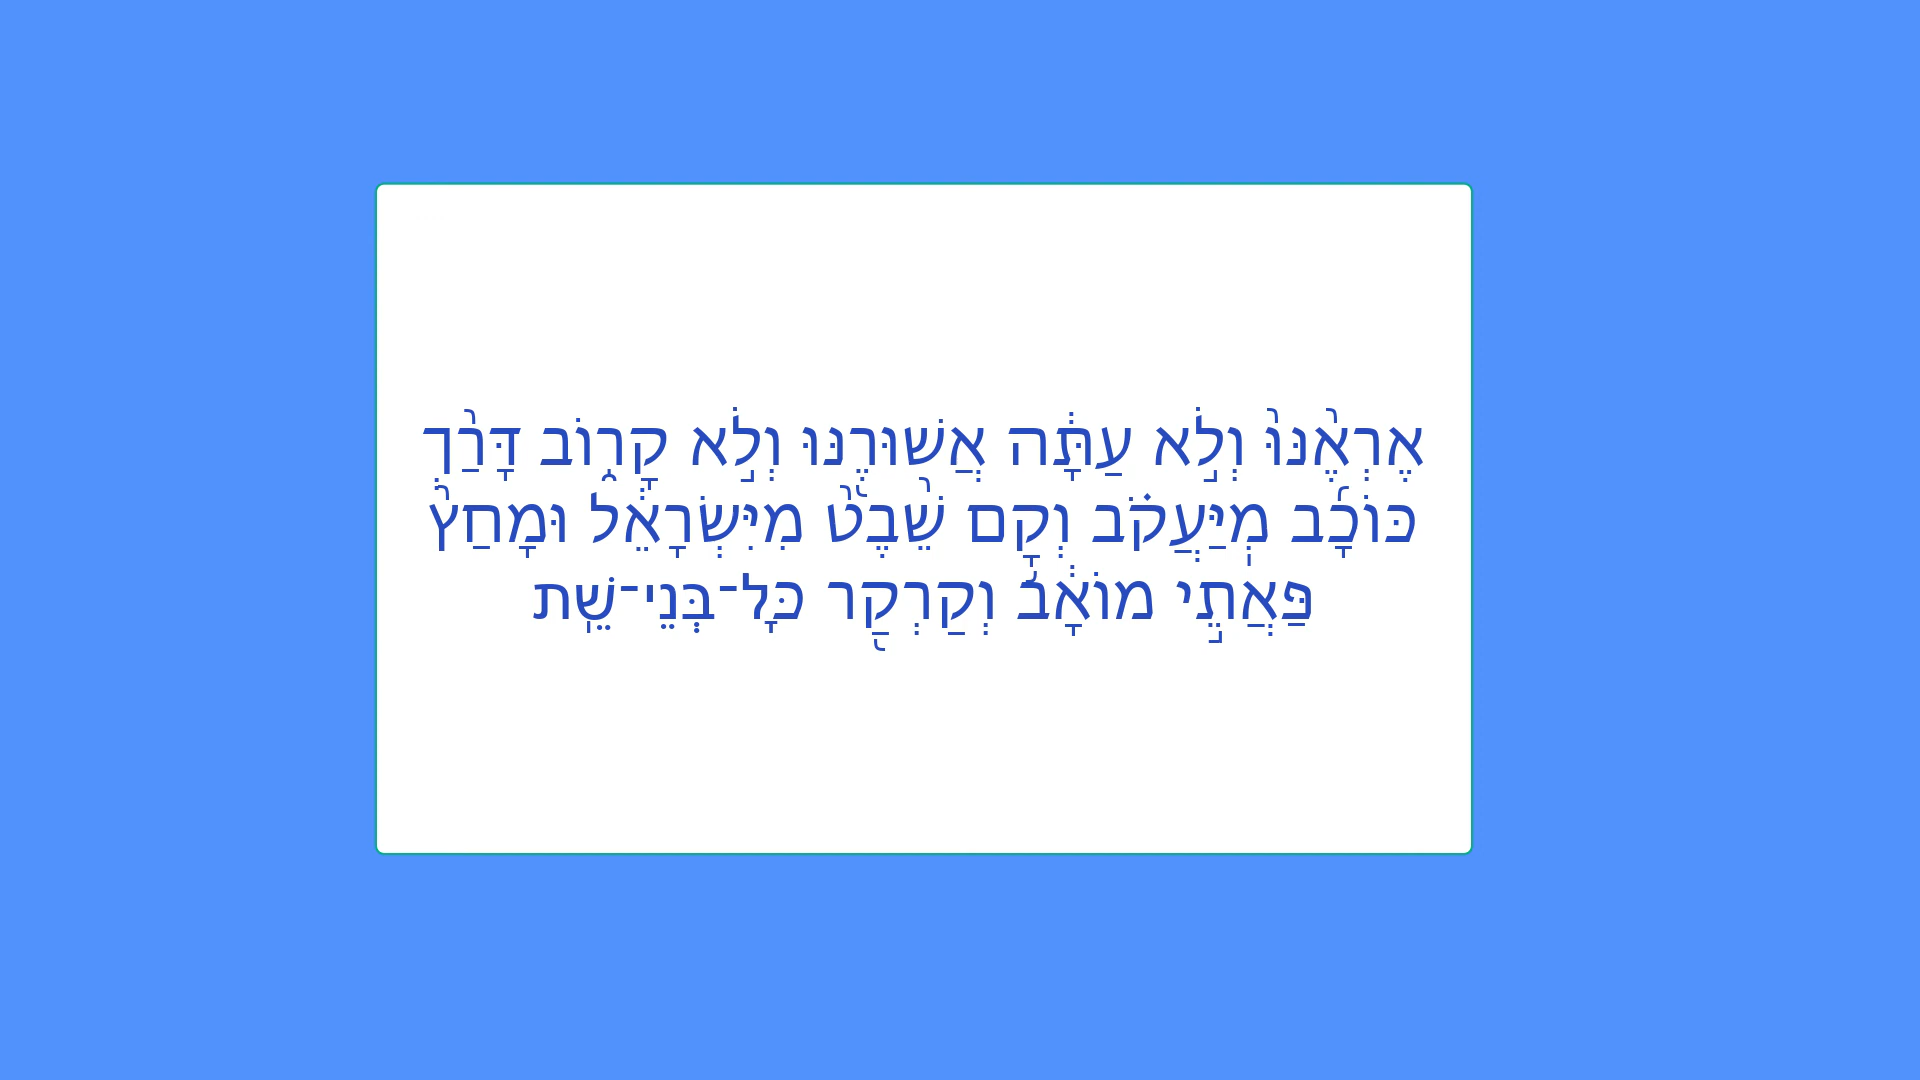 אֶרְאֶ֙נּוּ֙ וְלֹ֣א עַתָּ֔ה אֲשׁוּרֶ֖נּוּ וְלֹ֣א קָר֑וֹב דָּרַ֨ך
כּוֹכָ֜ב מִֽיַּעֲקֹ֗ב וְקָ֥ם שֵׁ֙בֶט֙ מִיִּשְׂרָאֵ֔ל וּמָחַץ֙
פַּאֲתֵ֣י מוֹאָ֔ב וְקַרְקַ֖ר כָּל־בְּנֵי־שֵֽׁת